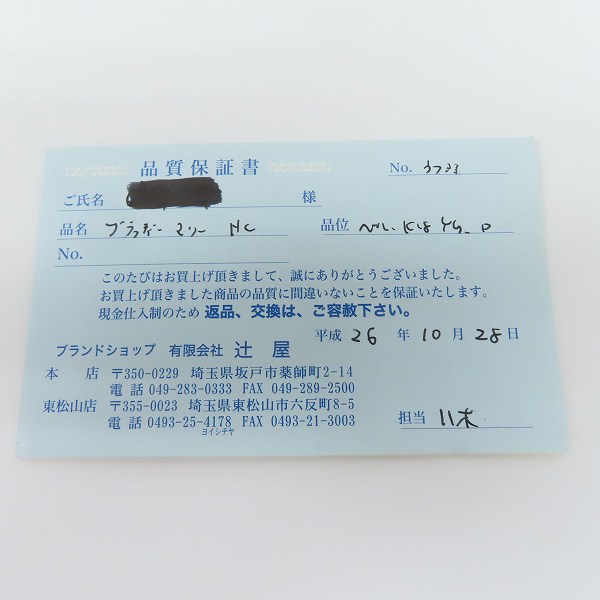 品質保証書 No.
ご氏名 様
品名 ブラッディー マリー NC 品位 K18 YG D
No.
このたびはお買上げ頂きまして、誠にありがとうございました。
お買上げ頂きました商品の品質に間違いないことを保証いたします。
現金仕入制のため 返品、交換は、ご容赦下さい。
平成 26 年 10 月 28 日
ブランドショップ 有限会社 辻屋
本店 〒350-0229 埼玉県坂戸市薬師町2-14
電話 049-283-0333 FAX 049-289-2500
東松山店 〒355-0023 埼玉県東松山市六反町8-5
電話 0493-25-4178 FAX 0493-21-3003
ヨイシチヤ
担当